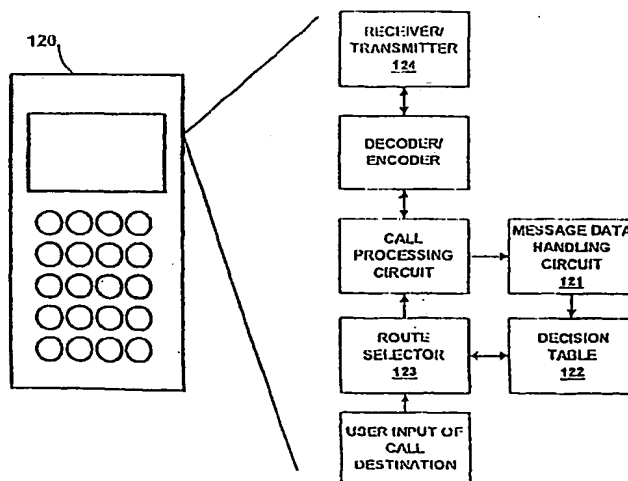 120
RECEIVER/
TRANSMITTER
124
DECODER/
ENCODER
CALL
PROCESSING
CIRCUIT
MESSAGE DATA
HANDLING
CIRCUIT
121
ROUTE
SELECTOR
123
DECISION
TABLE
122
USER INPUT OF
CALL
DESTINATION